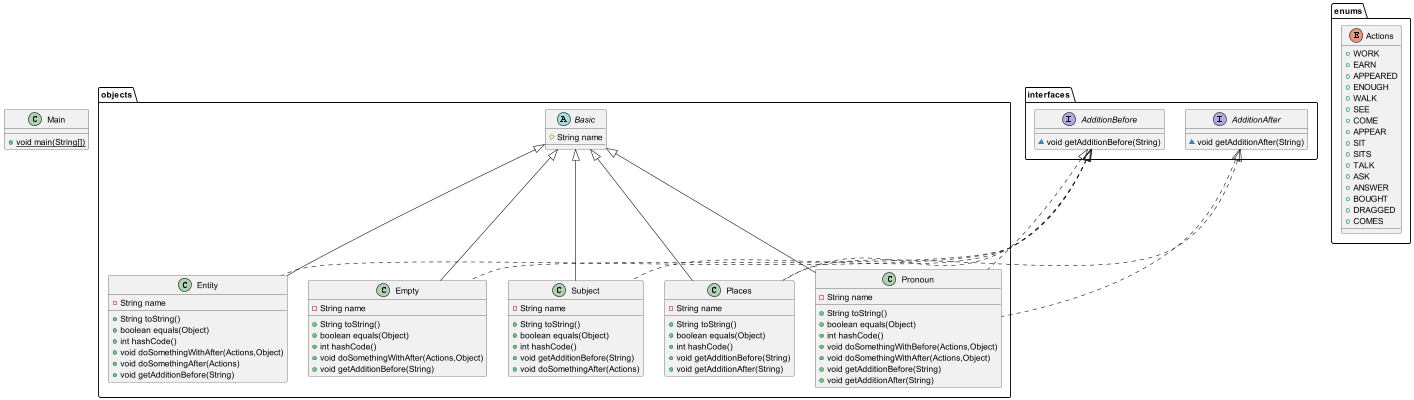 enums
E Actions
WORK
EARN
APPEARED
ENOUGH
WALK
SEE
COME
APPEAR
SIT
SITS
TALK
ASK
ANSWER
BOUGHT
DRAGGED
COMES
C Main
void main(String[])
objects
A Basic
String name
interfaces
I AdditionBefore
void getAdditionBefore(String)
I AdditionAfter
void getAdditionAfter(String)
C Entity
String name
String toString()
boolean equals(Object)
int hashCode()
void doSomethingWithAfter(Actions,Object)
void doSomethingAfter(Actions)
void getAdditionBefore(String)
C Empty
String name
String toString()
boolean equals(Object)
int hashCode()
void doSomethingWithAfter(Actions,Object)
void getAdditionBefore(String)
C Subject
String name
String toString()
boolean equals(Object)
int hashCode()
void getAdditionBefore(String)
void doSomethingAfter(Actions)
C Places
String name
String toString()
boolean equals(Object)
int hashCode()
void getAdditionBefore(String)
void getAdditionAfter(String)
C Pronoun
String name
String toString()
boolean equals(Object)
int hashCode()
void doSomethingWithBefore(Actions,Object)
void doSomethingWithAfter(Actions,Object)
void getAdditionBefore(String)
void getAdditionAfter(String)